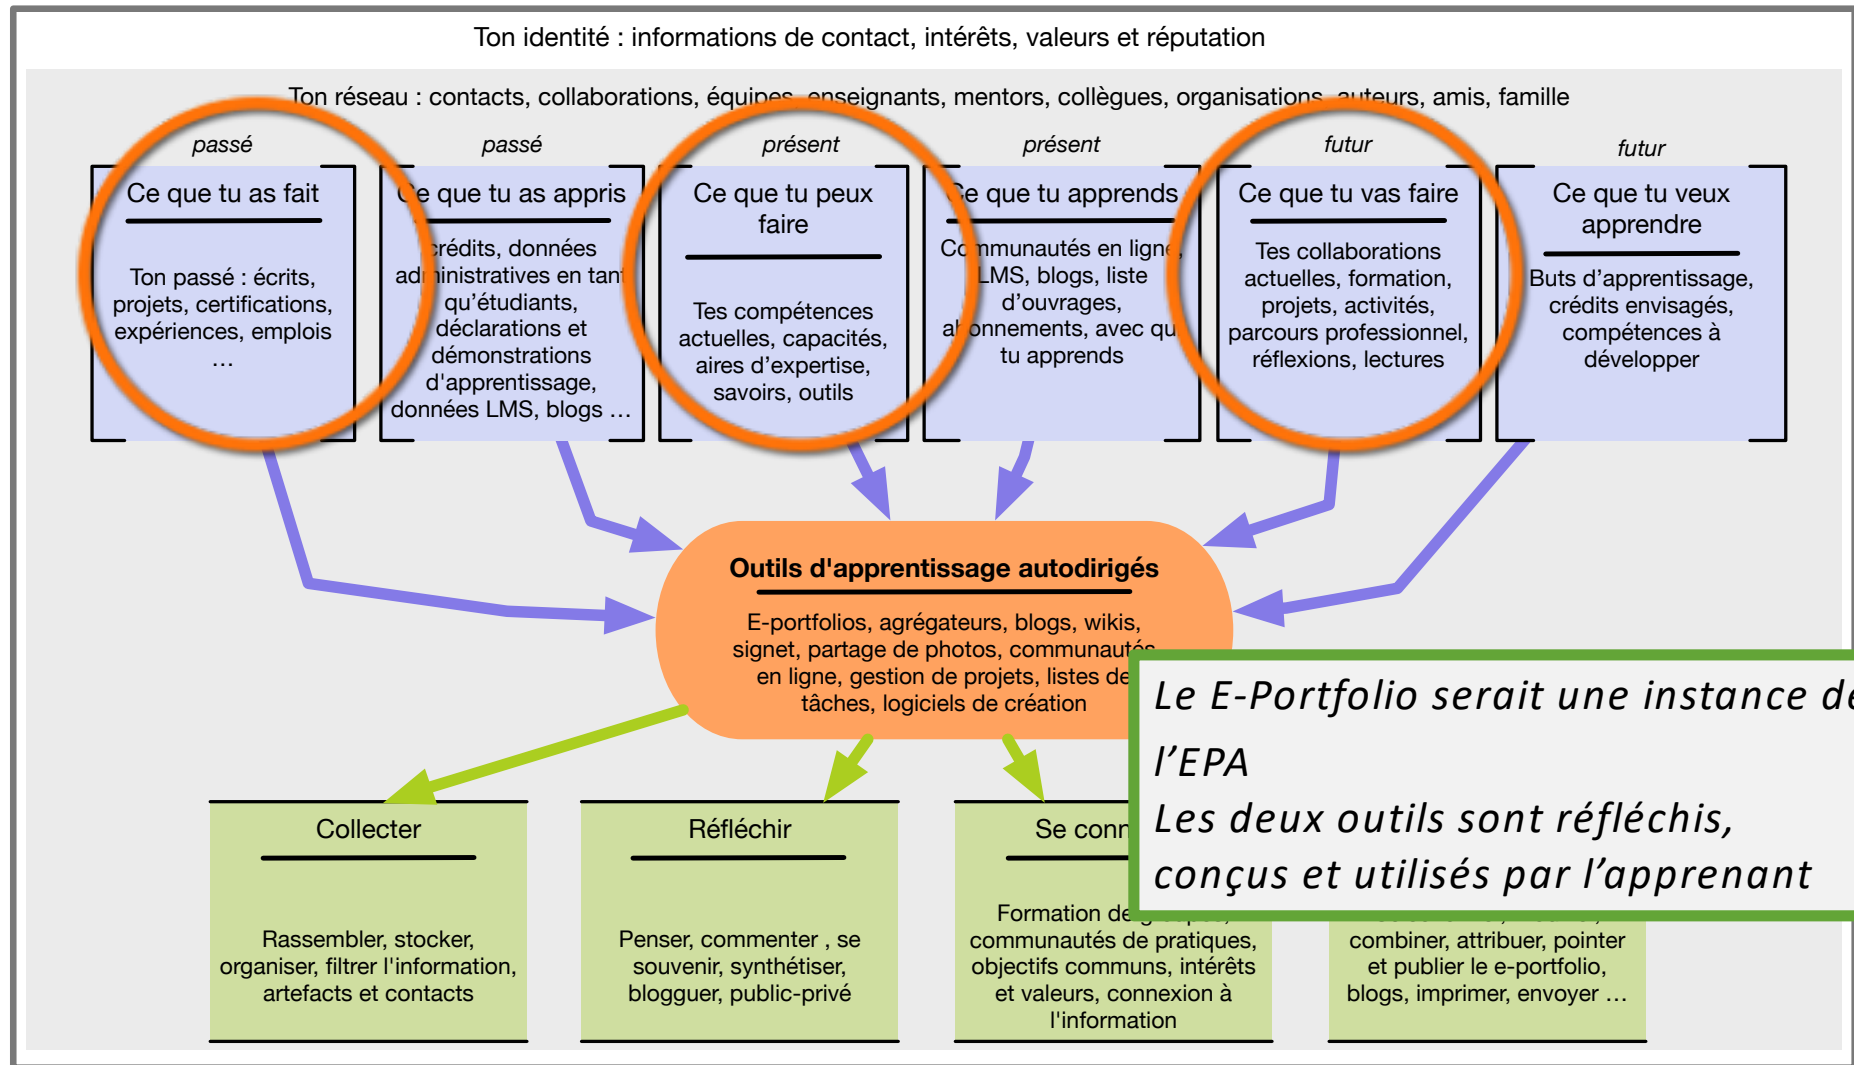 Ton identité : informations de contact, intérêts, valeurs et réputation
Ton réseau : contacts, collaborations, équipes, enseignants, mentors, collègues, organisations, auteurs, amis, famille
passé
Ce que tu as fait
Ton passé : écrits,
projets, certifications,
expériences, emplois
...
passé
Ce que tu as appris
crédits, données
administratives en tant
qu'étudiants,
déclarations et
démonstrations
d'apprentissage,
données LMS, blogs ...
présent
Ce que tu peux
faire
Tes compétences
actuelles, capacités,
aires d'expertise,
savoirs, outils
présent
Ce que tu apprends
Communautés en ligne,
LMS, blogs, liste
d'ouvrages,
abonnements, avec qui
tu apprends
futur
Ce que tu vas faire
Tes collaborations
actuelles, formation,
projets, activités,
parcours professionnel,
réflexions, lectures
futur
Ce que tu veux
apprendre
Buts d'apprentissage,
crédits envisagés,
compétences à
développer
Outils d'apprentissage autodirigés
E-portfolios, agrégateurs, blogs, wikis,
signet, partage de photos, communautés
en ligne, gestion de projets, listes de
tâches, logiciels de création
Le E-Portfolio serait une instance de
l'EPA
Les deux outils sont réfléchis,
conçus et utilisés par l'apprenant
Collecter
Rassembler, stocker,
organiser, filtrer l'information,
artefacts et contacts
Réfléchir
Penser, commenter , se
souvenir, synthétiser,
blogguer, public-privé
Se conn
Formation de
communautés de pratiques,
objectifs communs, intérêts
et valeurs, connexion à
l'information
combiner, attribuer, pointer
et publier le e-portfolio,
blogs, imprimer, envoyer ...